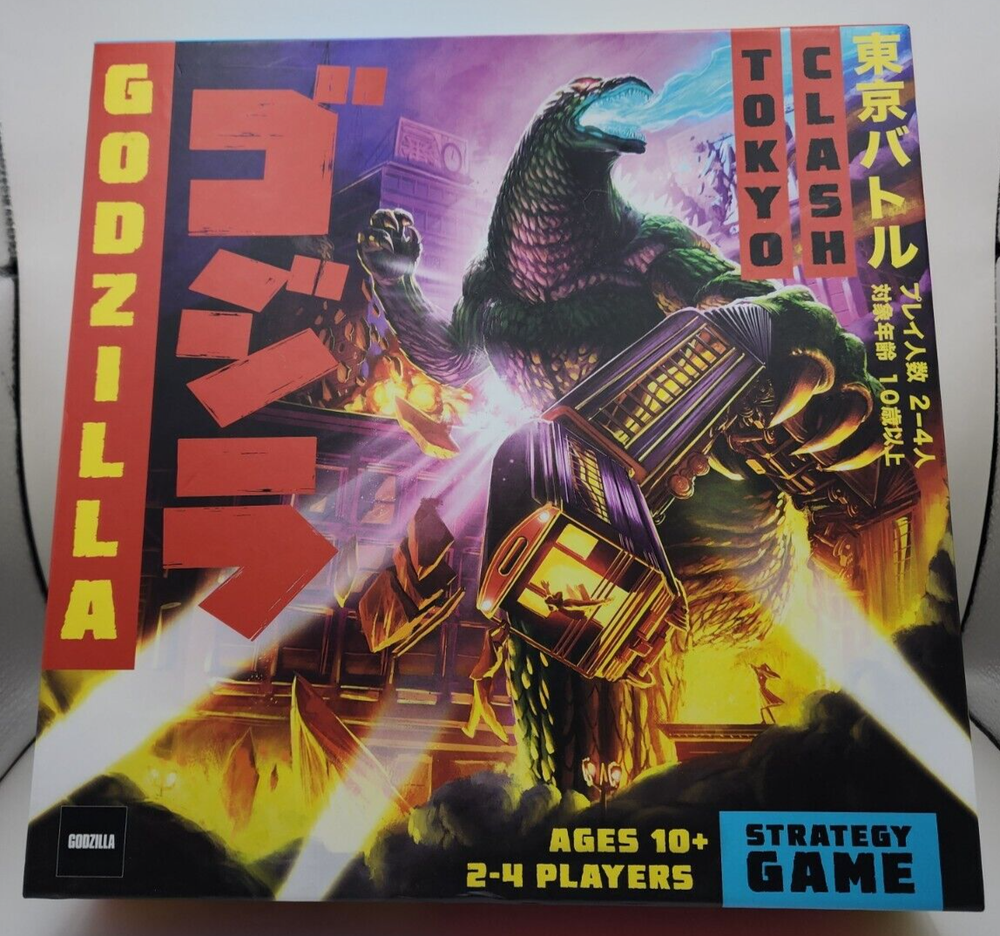 GODZILLA
ゴジラ
TOKYO
CLASH
東京バトル
プレイ人数 2-4人
対象年齢 10歳以上
GODZILLA
AGES 10+
2-4 PLAYERS
STRATEGY
GAME